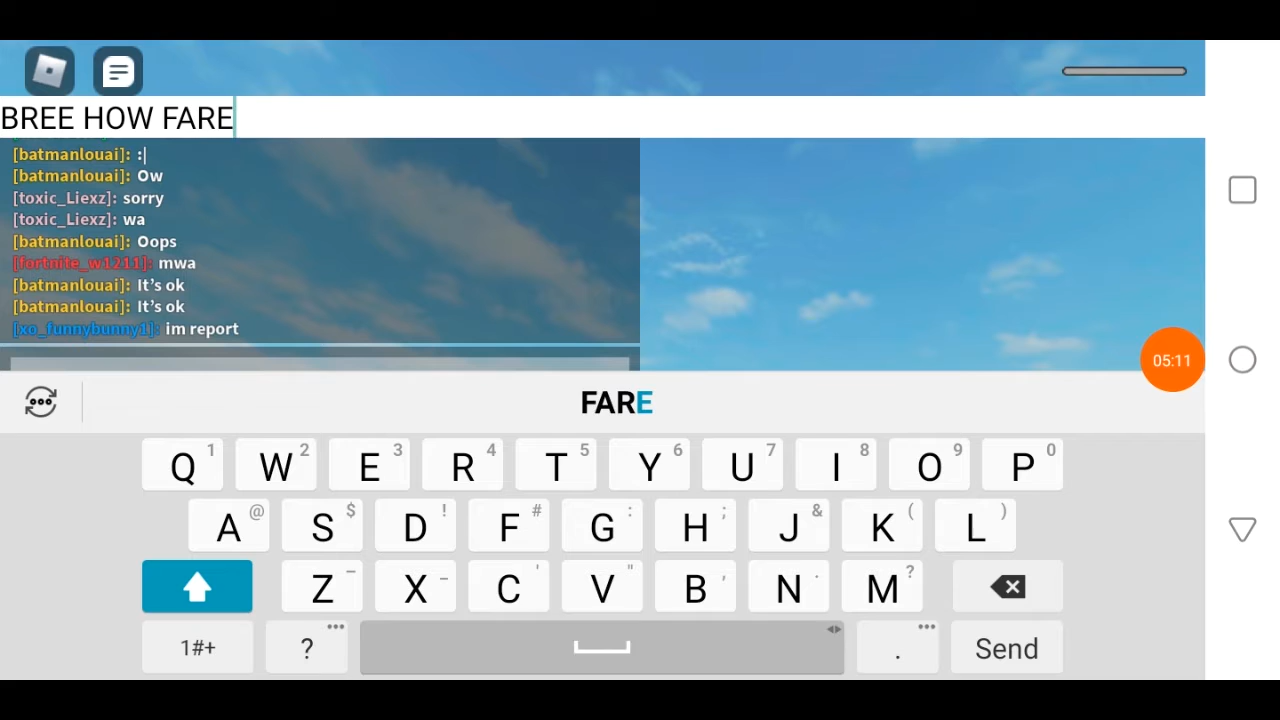 BREE HOW FARE
[batmanlouai]: :|
[batmanlouai]: Ow
[toxic_Liexz]: sorry
[toxic_Liexz]: wa
[batmanlouai]: Oops
[fortnite_w1211]: mwa
[batmanlouai]: It's ok
[batmanlouai]: It's ok
[xo_funnybunny1]: im report
05:11
FARE
Q 1 W 2 E 3 R 4 T 5 Y 6 U 7 I 8 O 9 P 0
A @ S $ D ! F # G : H ; J & K ( L )
Z – X - C ' V " B , N . M ?
1#+ ? . Send